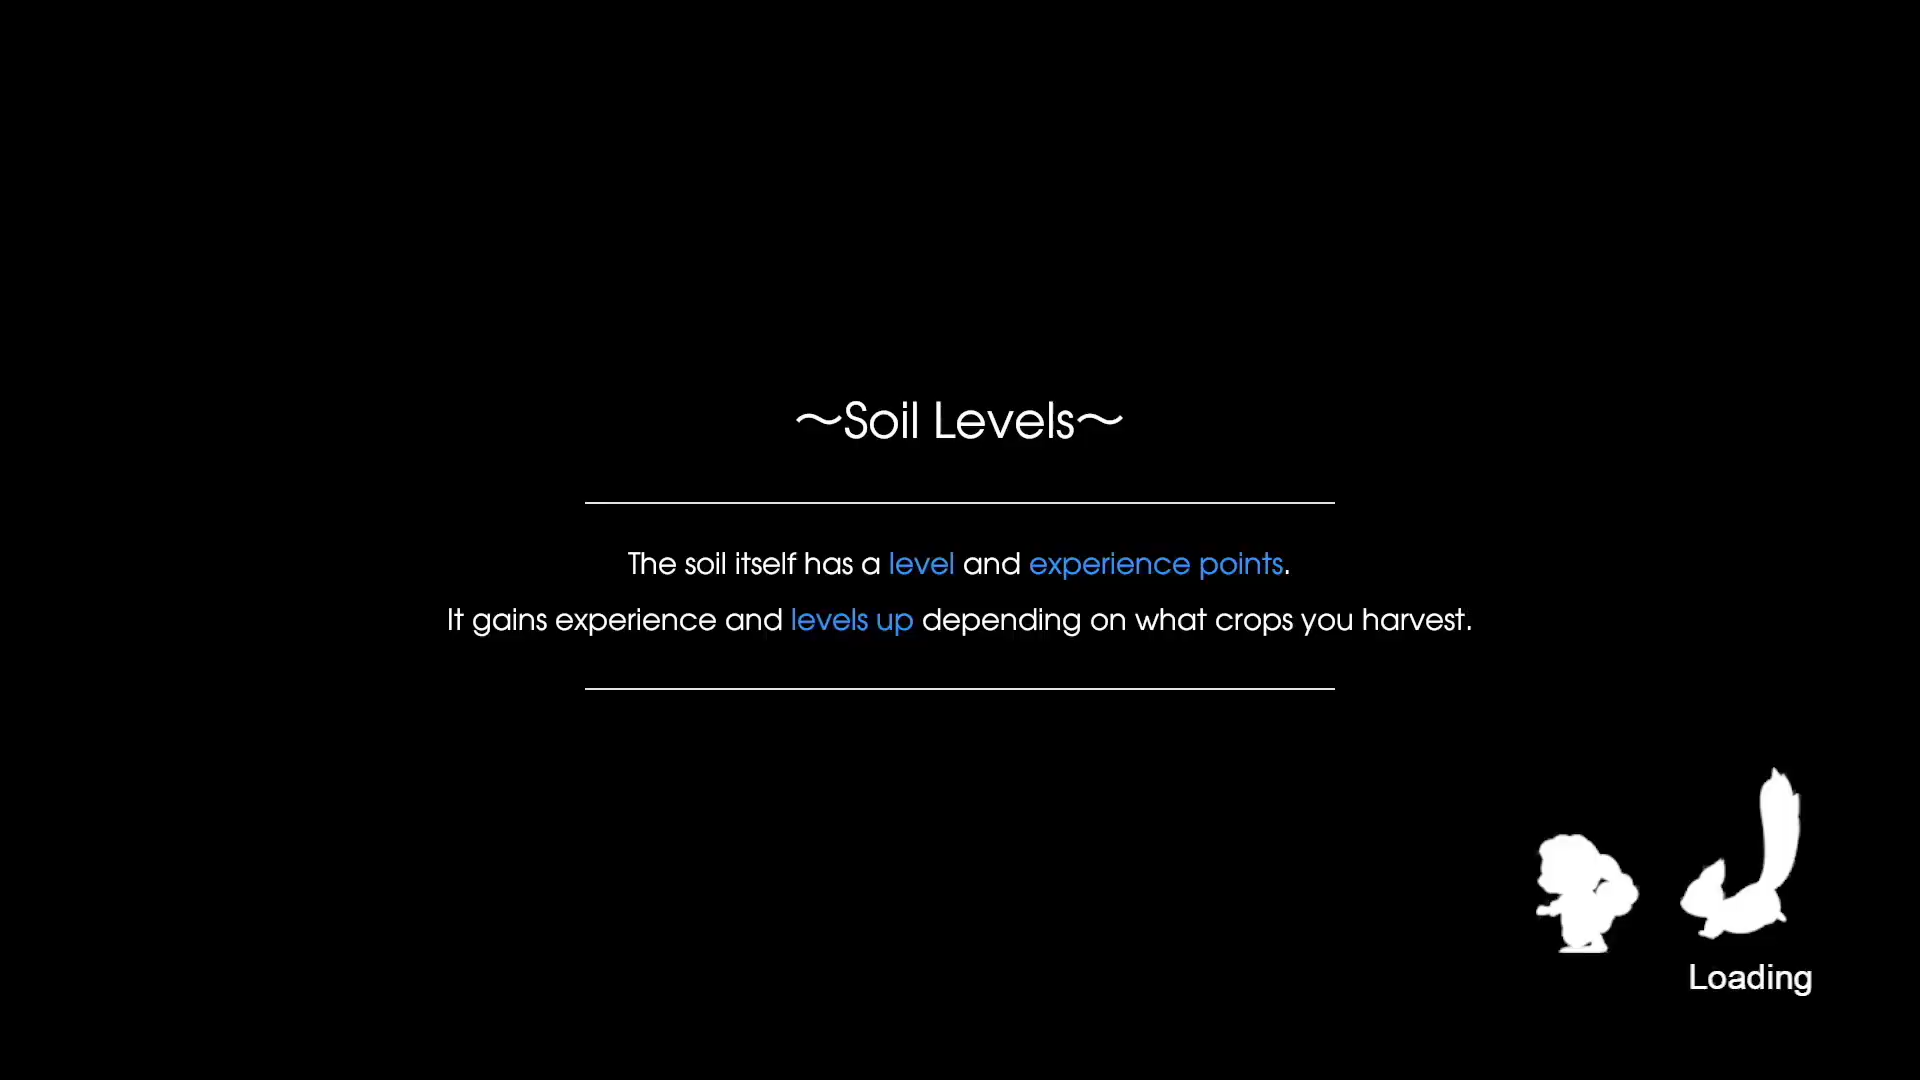 ～Soil Levels～
The soil itself has a level and experience points.
It gains experience and levels up depending on what crops you harvest.
Loading